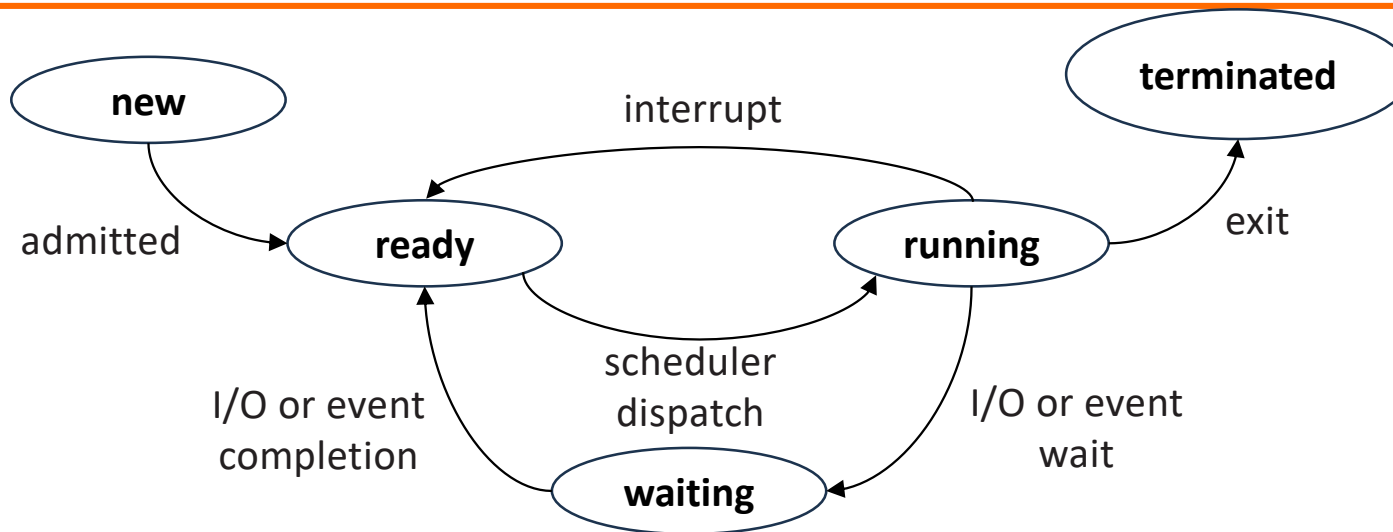 new
terminated
interrupt
admitted
ready
running
exit
scheduler
dispatch
I/O or event
completion
I/O or event
wait
waiting